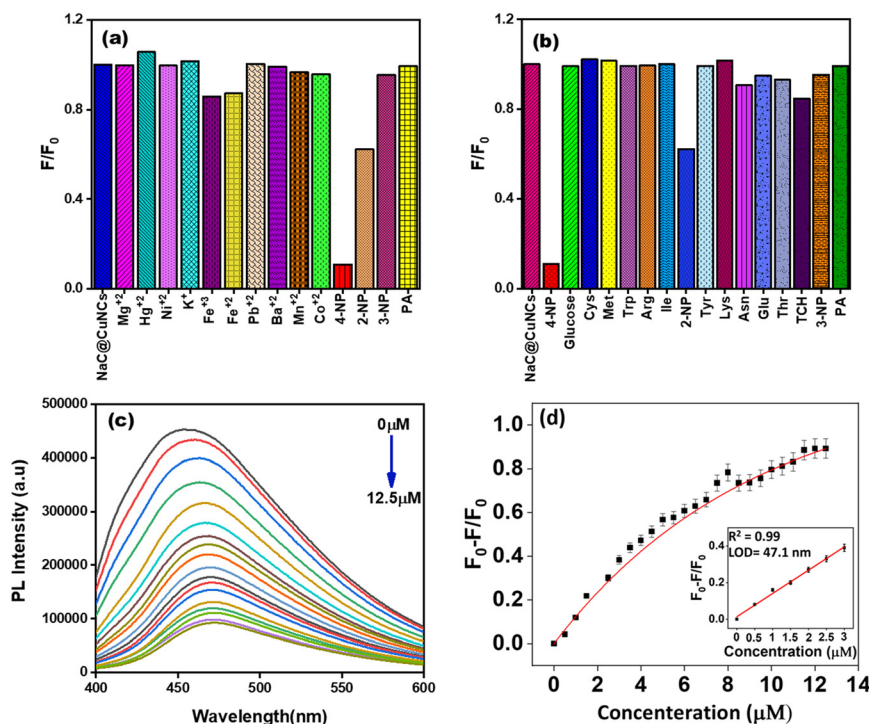 (a)
1.2
0.8
0.4
0.0
F/F0
NaC@CuNCs
Mg+2
Hg+2
Ni+2
K+
Fe+3
Fe+2
Pb+2
Ba+2
Mn+2
Co+2
4-NP
2-NP
3-NP
PA
(b)
1.2
0.8
0.4
0.0
F/F0
NaC@CuNCs
4-NP
Glucose
Cys
Met
Trp
Arg
Ile
2-NP
Tyr
Lys
Asn
Glu
Thr
TCH
3-NP
PA
(c)
500000
400000
300000
200000
100000
0
PL Intensity (a.u)
0μM
12.5μM
400 450 500 550 600
Wavelength(nm)
(d)
1.0
0.8
0.6
0.4
0.2
0.0
F0-F/F0
0 2 4 6 8 10 12 14
Concenteration (μM)
R2 = 0.99
LOD= 47.1 nm
0.4
0.2
0.0
F0-F/F0
0 0.5 1 1.5 2 2.5 3
Concentration (μM)